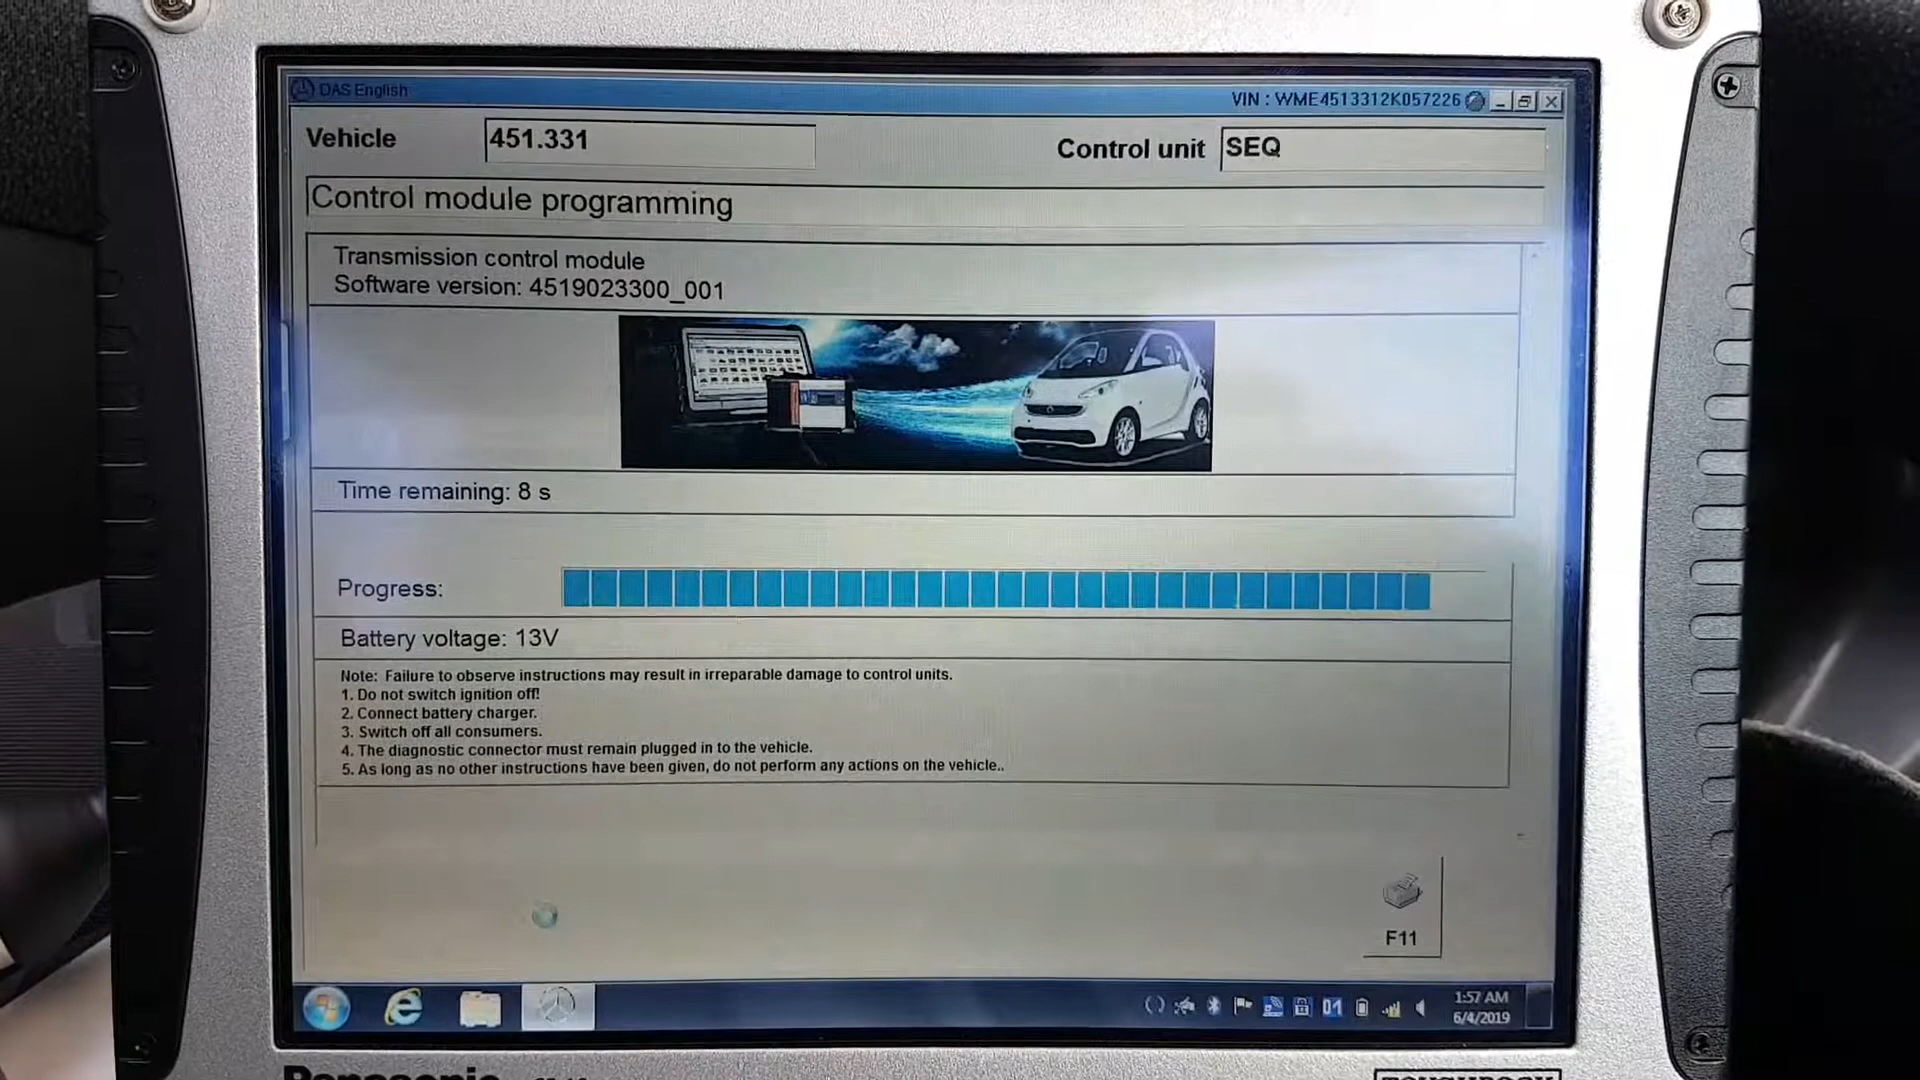 DAS English
VIN : WME4513312K057226
Vehicle 451.331 Control unit SEQ
Control module programming
Transmission control module
Software version: 4519023300_001
Time remaining: 8 s
Progress:
Battery voltage: 13V
Note: Failure to observe instructions may result in irreparable damage to control units.
1. Do not switch ignition off!
2. Connect battery charger.
3. Switch off all consumers.
4. The diagnostic connector must remain plugged in to the vehicle.
5. As long as no other instructions have been given, do not perform any actions on the vehicle..
F11
01
1:57 AM
6/4/2019
Panasonic
TOUGHBOOK